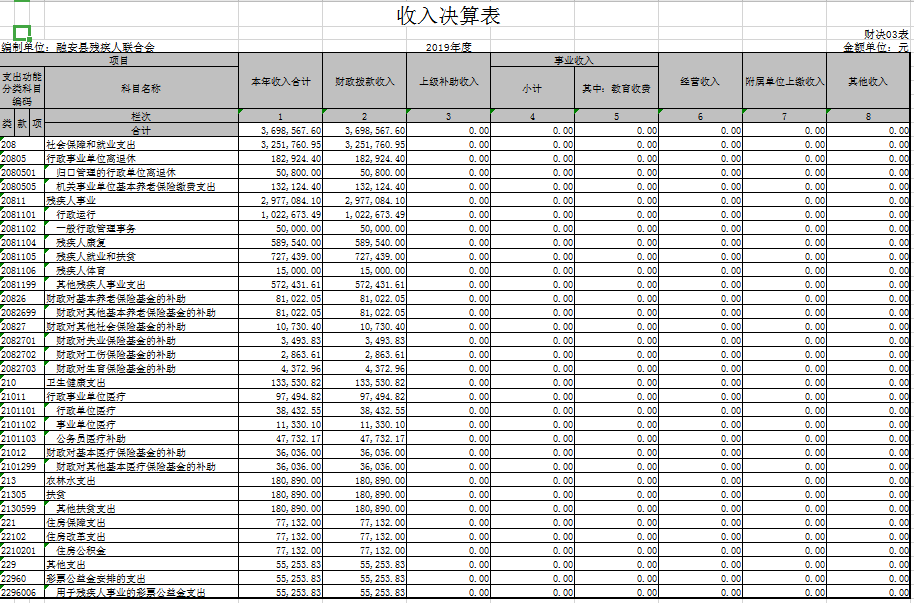 收入决算表
财决03表
编制单位：融安县残疾人联合会 2019年度 金额单位：元
项目 本年收入合计 财政拨款收入 上级补助收入 事业收入 经营收入 附属单位上缴收入 其他收入
支出功能分类科目编码 科目名称 小计 其中：教育收费
类 款 项 栏次 1 2 3 4 5 6 7 8
合计 3,698,567.60 3,698,567.60 0.00 0.00 0.00 0.00 0.00 0.00
208 社会保障和就业支出 3,251,760.95 3,251,760.95 0.00 0.00 0.00 0.00 0.00 0.00
20805 行政事业单位离退休 182,924.40 182,924.40 0.00 0.00 0.00 0.00 0.00 0.00
2080501 归口管理的行政单位离退休 50,800.00 50,800.00 0.00 0.00 0.00 0.00 0.00 0.00
2080505 机关事业单位基本养老保险缴费支出 132,124.40 132,124.40 0.00 0.00 0.00 0.00 0.00 0.00
20811 残疾人事业 2,977,084.10 2,977,084.10 0.00 0.00 0.00 0.00 0.00 0.00
2081101 行政运行 1,022,673.49 1,022,673.49 0.00 0.00 0.00 0.00 0.00 0.00
2081102 一般行政管理事务 50,000.00 50,000.00 0.00 0.00 0.00 0.00 0.00 0.00
2081104 残疾人康复 589,540.00 589,540.00 0.00 0.00 0.00 0.00 0.00 0.00
2081105 残疾人就业和扶贫 727,439.00 727,439.00 0.00 0.00 0.00 0.00 0.00 0.00
2081106 残疾人体育 15,000.00 15,000.00 0.00 0.00 0.00 0.00 0.00 0.00
2081199 其他残疾人事业支出 572,431.61 572,431.61 0.00 0.00 0.00 0.00 0.00 0.00
20826 财政对基本养老保险基金的补助 81,022.05 81,022.05 0.00 0.00 0.00 0.00 0.00 0.00
2082699 财政对其他基本养老保险基金的补助 81,022.05 81,022.05 0.00 0.00 0.00 0.00 0.00 0.00
20827 财政对其他社会保险基金的补助 10,730.40 10,730.40 0.00 0.00 0.00 0.00 0.00 0.00
2082701 财政对失业保险基金的补助 3,493.83 3,493.83 0.00 0.00 0.00 0.00 0.00 0.00
2082702 财政对工伤保险基金的补助 2,863.61 2,863.61 0.00 0.00 0.00 0.00 0.00 0.00
2082703 财政对生育保险基金的补助 4,372.96 4,372.96 0.00 0.00 0.00 0.00 0.00 0.00
210 卫生健康支出 133,530.82 133,530.82 0.00 0.00 0.00 0.00 0.00 0.00
21011 行政事业单位医疗 97,494.82 97,494.82 0.00 0.00 0.00 0.00 0.00 0.00
2101101 行政单位医疗 38,432.55 38,432.55 0.00 0.00 0.00 0.00 0.00 0.00
2101102 事业单位医疗 11,330.10 11,330.10 0.00 0.00 0.00 0.00 0.00 0.00
2101103 公务员医疗补助 47,732.17 47,732.17 0.00 0.00 0.00 0.00 0.00 0.00
21012 财政对基本医疗保险基金的补助 36,036.00 36,036.00 0.00 0.00 0.00 0.00 0.00 0.00
2101299 财政对其他基本医疗保险基金的补助 36,036.00 36,036.00 0.00 0.00 0.00 0.00 0.00 0.00
213 农林水支出 180,890.00 180,890.00 0.00 0.00 0.00 0.00 0.00 0.00
21305 扶贫 180,890.00 180,890.00 0.00 0.00 0.00 0.00 0.00 0.00
2130599 其他扶贫支出 180,890.00 180,890.00 0.00 0.00 0.00 0.00 0.00 0.00
221 住房保障支出 77,132.00 77,132.00 0.00 0.00 0.00 0.00 0.00 0.00
22102 住房改革支出 77,132.00 77,132.00 0.00 0.00 0.00 0.00 0.00 0.00
2210201 住房公积金 77,132.00 77,132.00 0.00 0.00 0.00 0.00 0.00 0.00
229 其他支出 55,253.83 55,253.83 0.00 0.00 0.00 0.00 0.00 0.00
22960 彩票公益金安排的支出 55,253.83 55,253.83 0.00 0.00 0.00 0.00 0.00 0.00
2296006 用于残疾人事业的彩票公益金支出 55,253.83 55,253.83 0.00 0.00 0.00 0.00 0.00 0.00